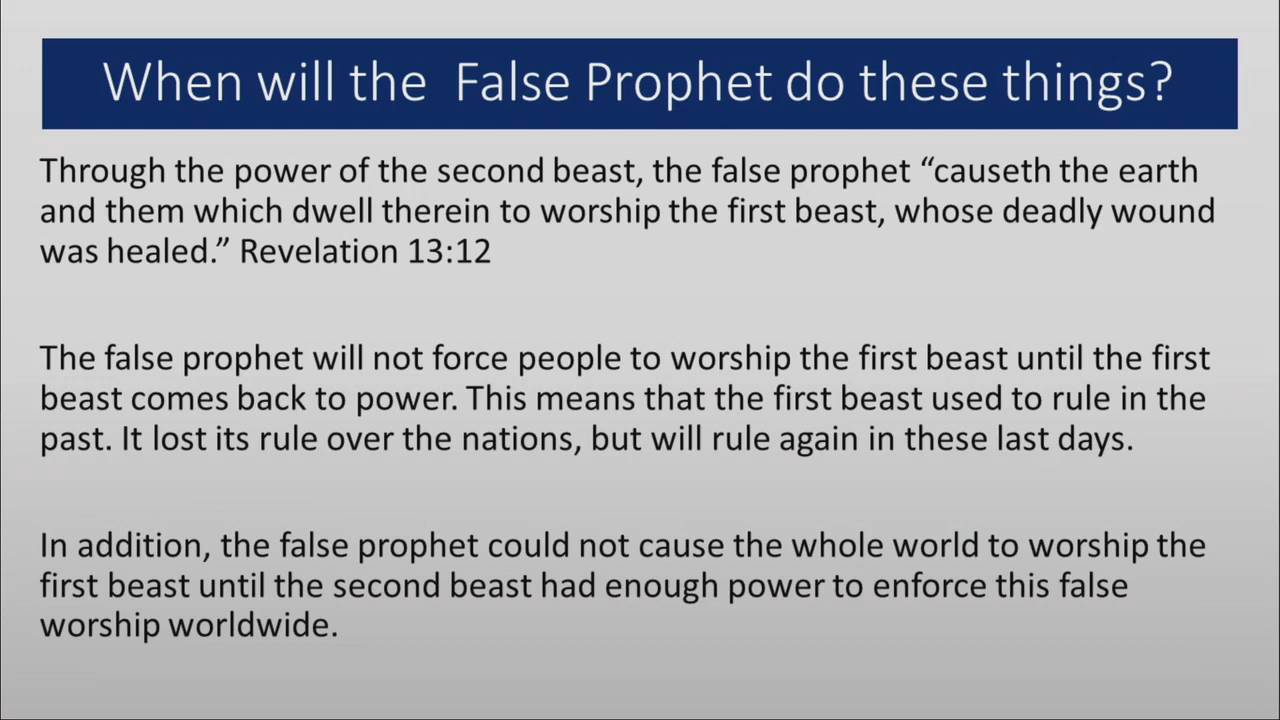 When will the  False Prophet do these things?
Through the power of the second beast, the false prophet “causeth the earth
and them which dwell therein to worship the first beast, whose deadly wound
was healed.” Revelation 13:12
The false prophet will not force people to worship the first beast until the first
beast comes back to power. This means that the first beast used to rule in the
past. It lost its rule over the nations, but will rule again in these last days.
In addition, the false prophet could not cause the whole world to worship the
first beast until the second beast had enough power to enforce this false
worship worldwide.